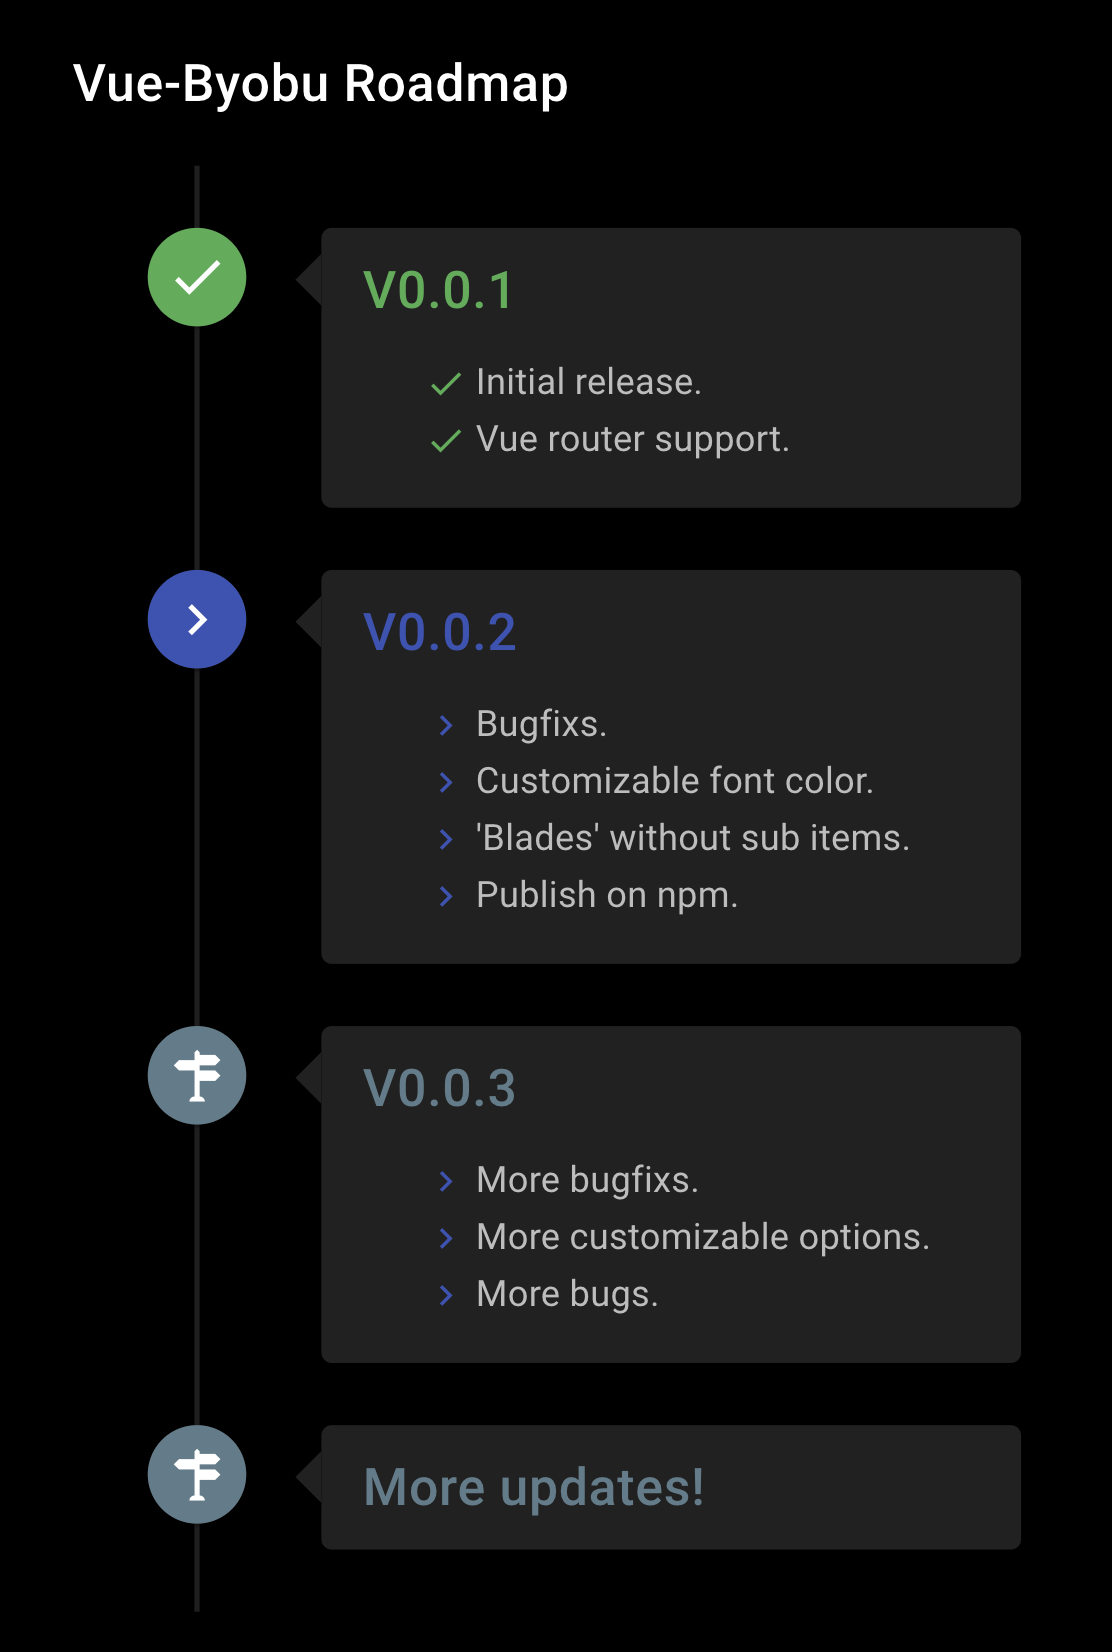 Vue-Byobu Roadmap
V0.0.1
Initial release.
Vue router support.
V0.0.2
Bugfixs.
Customizable font color.
'Blades' without sub items.
Publish on npm.
V0.0.3
More bugfixs.
More customizable options.
More bugs.
More updates!